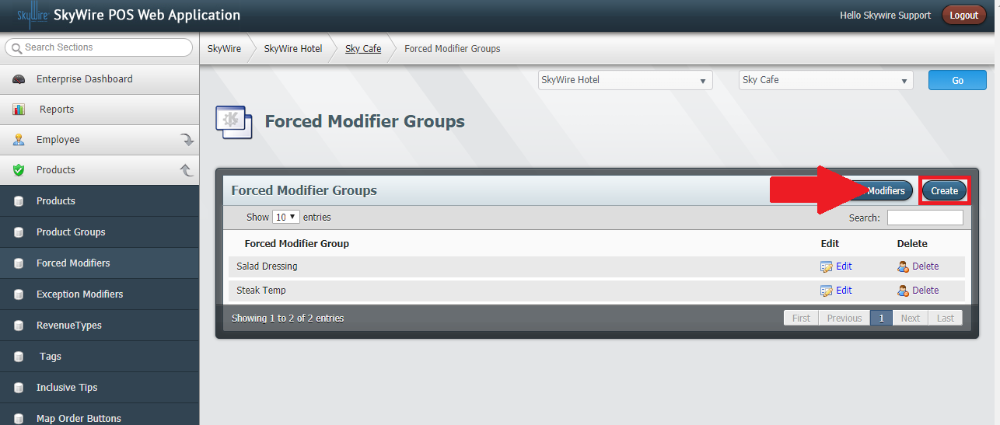 SkyWire SkyWire POS Web Application
Hello Skywire Support Logout
Search Sections
SkyWire SkyWire Hotel Sky Cafe Forced Modifier Groups
Enterprise Dashboard
Reports
Employee
Products
Products
Product Groups
Forced Modifiers
Exception Modifiers
RevenueTypes
Tags
Inclusive Tips
Map Order Buttons
SkyWire Hotel Sky Cafe Go
Forced Modifier Groups
Forced Modifier Groups Modifiers Create
Show 10 entries Search:
Forced Modifier Group Edit Delete
Salad Dressing Edit Delete
Steak Temp Edit Delete
Showing 1 to 2 of 2 entries First Previous 1 Next Last